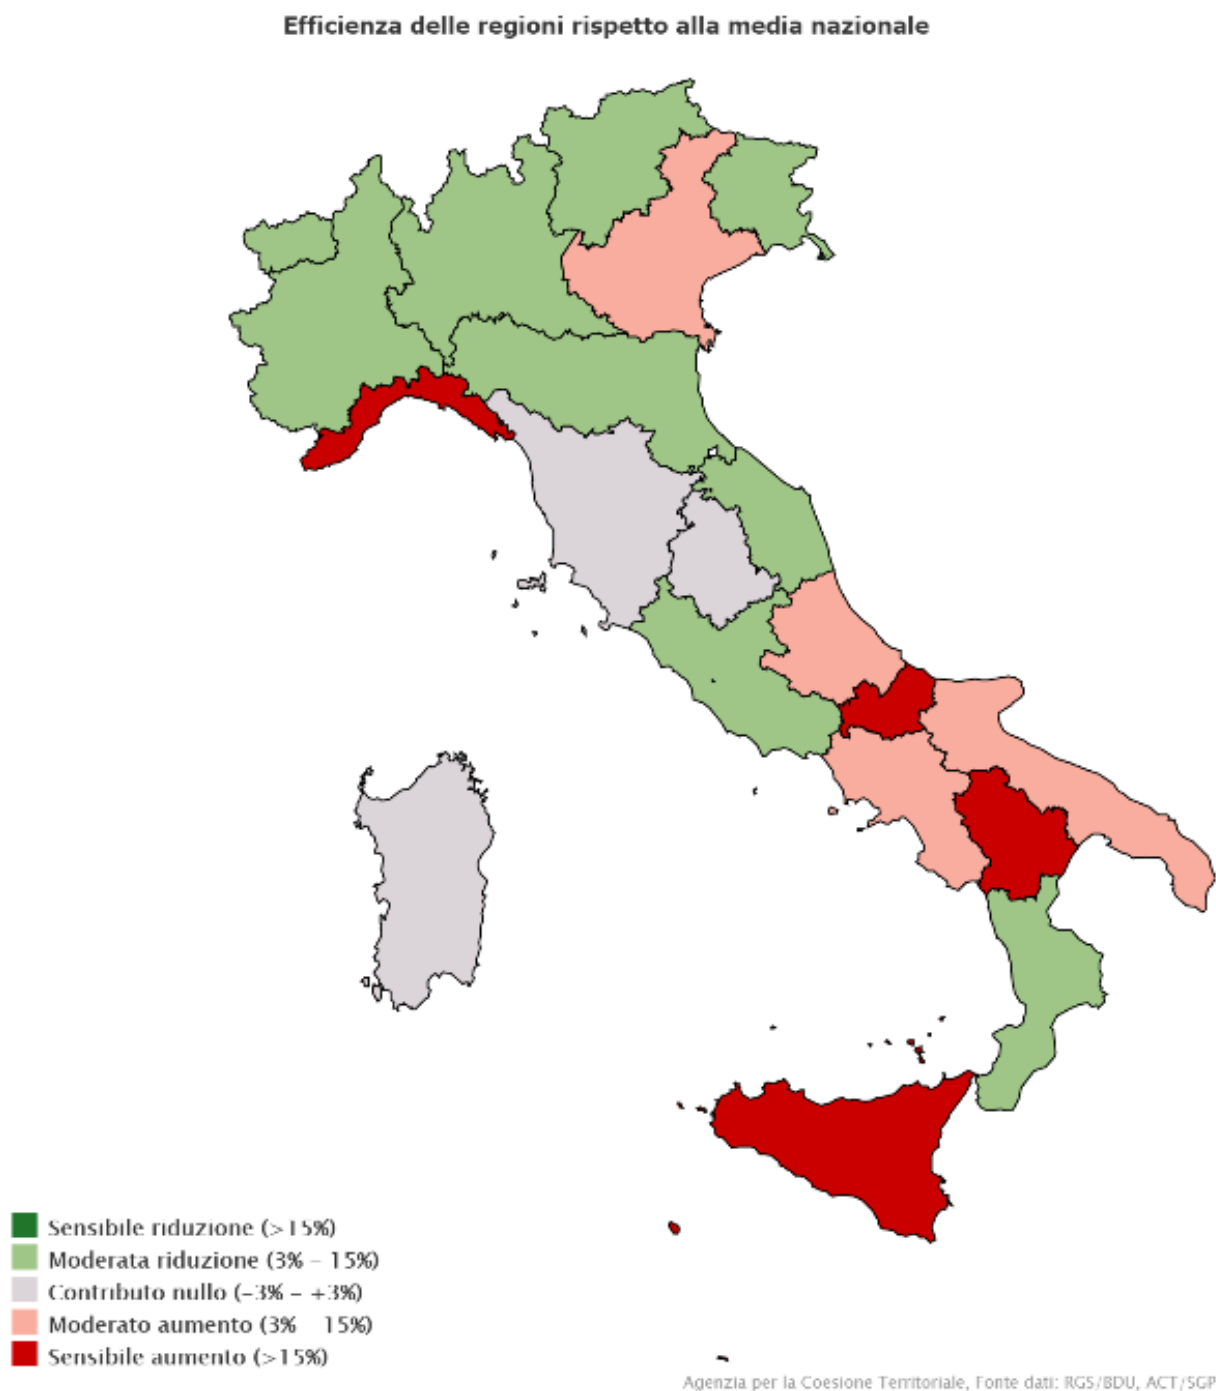 Efficienza delle regioni rispetto alla media nazionale
Sensibile riduzione (>15%)
Moderata riduzione (3% – 15%)
Contributo nullo (–3% – +3%)
Moderato aumento (3%   15%)
Sensibile aumento (>15%)
Agenzia per la Coesione Territoriale, Fonte dati: RGS/BDU, ACT/SGP